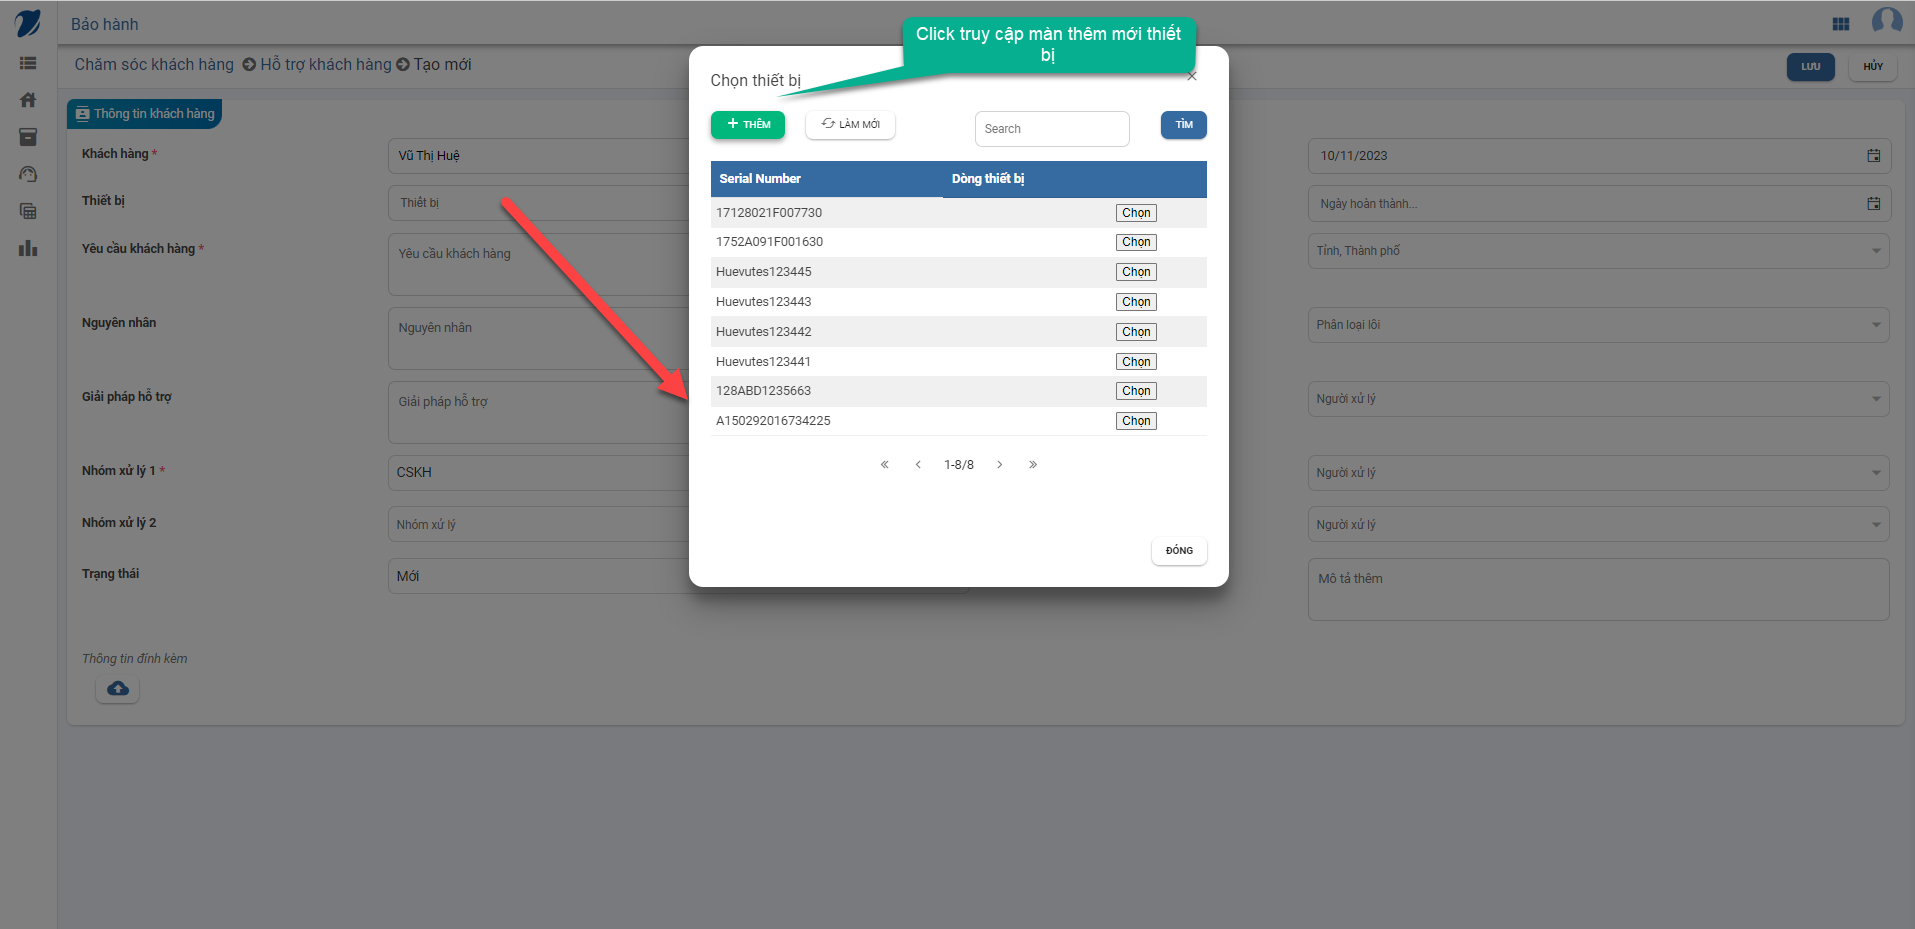 Bảo hành
Click truy cập màn thêm mới thiết
bị
Chăm sóc khách hàng Hỗ trợ khách hàng Tạo mới
LƯU
HỦY
Thông tin khách hàng
Khách hàng *
Vũ Thị Huệ
10/11/2023
Thiết bị
Thiết bị
Ngày hoàn thành...
Yêu cầu khách hàng *
Yêu cầu khách hàng
Tỉnh, Thành phố
Nguyên nhân
Nguyên nhân
Phân loại lỗi
Giải pháp hỗ trợ
Giải pháp hỗ trợ
Người xử lý
Nhóm xử lý 1 *
CSKH
Người xử lý
Nhóm xử lý 2
Nhóm xử lý
Người xử lý
Trạng thái
Mới
Mô tả thêm
Thông tin đính kèm
Chọn thiết bị
×
+ THÊM
LÀM MỚI
Search
TÌM
Serial Number
Dòng thiết bị
17128021F007730 Chọn
1752A091F001630 Chọn
Huevutes123445 Chọn
Huevutes123443 Chọn
Huevutes123442 Chọn
Huevutes123441 Chọn
128ABD1235663 Chọn
A150292016734225 Chọn
« ‹ 1-8/8 › »
ĐÓNG